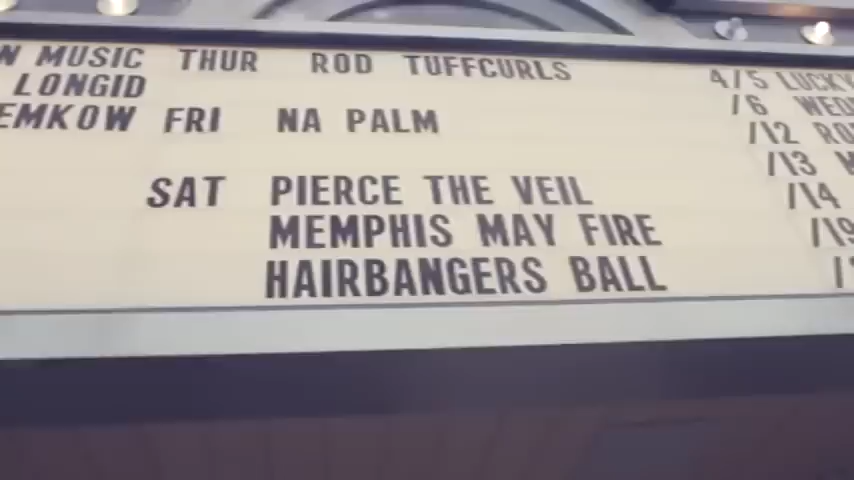 MUSIC THUR ROD TUFFCURLS
LONGID
FRI NA PALM
SAT PIERCE THE VEIL
MEMPHIS MAY FIRE
HAIRBANGERS BALL
4/5 LUCKY
/6
/12
/13
/14